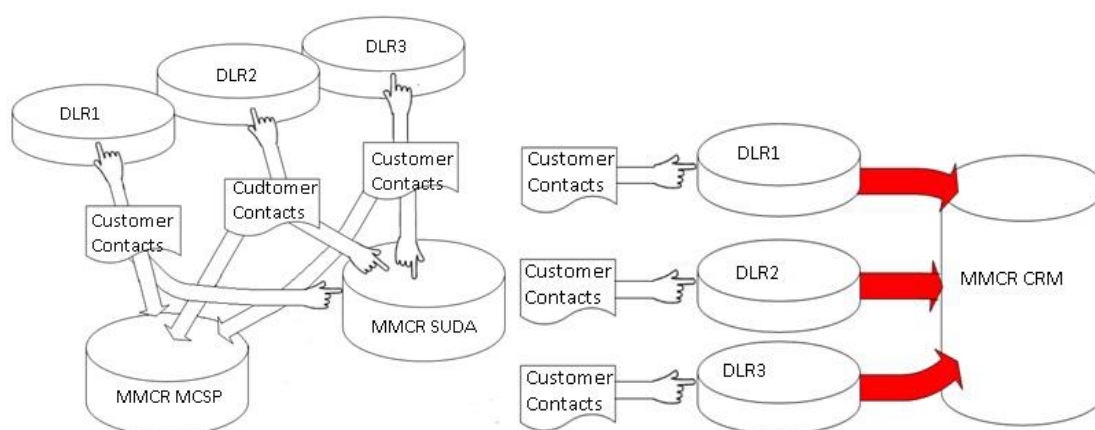 DLR1
DLR2
DLR3
Customer
Contacts
Cudtomer
Contacts
Customer
Contacts
MMCR MCSP
MMCR SUDA
Customer
Contacts
DLR1
Customer
Contacts
DLR2
Customer
Contacts
DLR3
MMCR CRM